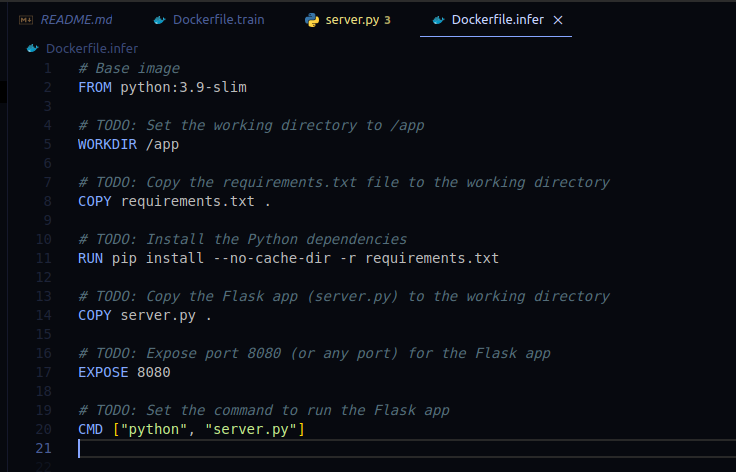 README.md Dockerfile.train server.py 3 Dockerfile.infer
Dockerfile.infer
1 # Base image
2 FROM python:3.9-slim
3
4 # TODO: Set the working directory to /app
5 WORKDIR /app
6
7 # TODO: Copy the requirements.txt file to the working directory
8 COPY requirements.txt .
9
10 # TODO: Install the Python dependencies
11 RUN pip install --no-cache-dir -r requirements.txt
12
13 # TODO: Copy the Flask app (server.py) to the working directory
14 COPY server.py .
15
16 # TODO: Expose port 8080 (or any port) for the Flask app
17 EXPOSE 8080
18
19 # TODO: Set the command to run the Flask app
20 CMD ["python", "server.py"]
21
22